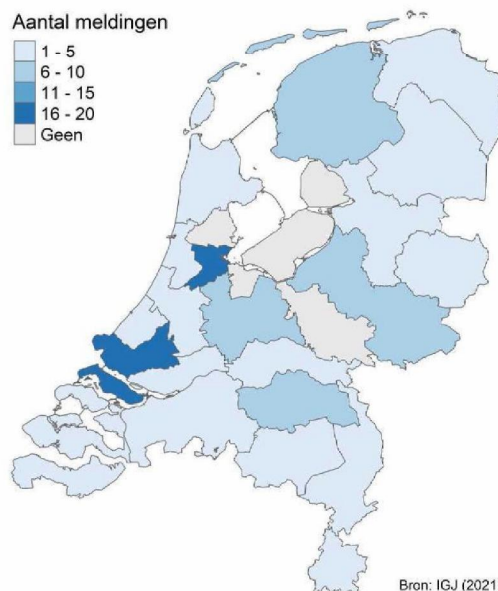 Aantal meldingen
1 - 5
6 - 10
11 - 15
16 - 20
Geen
Bron: IGJ (2021